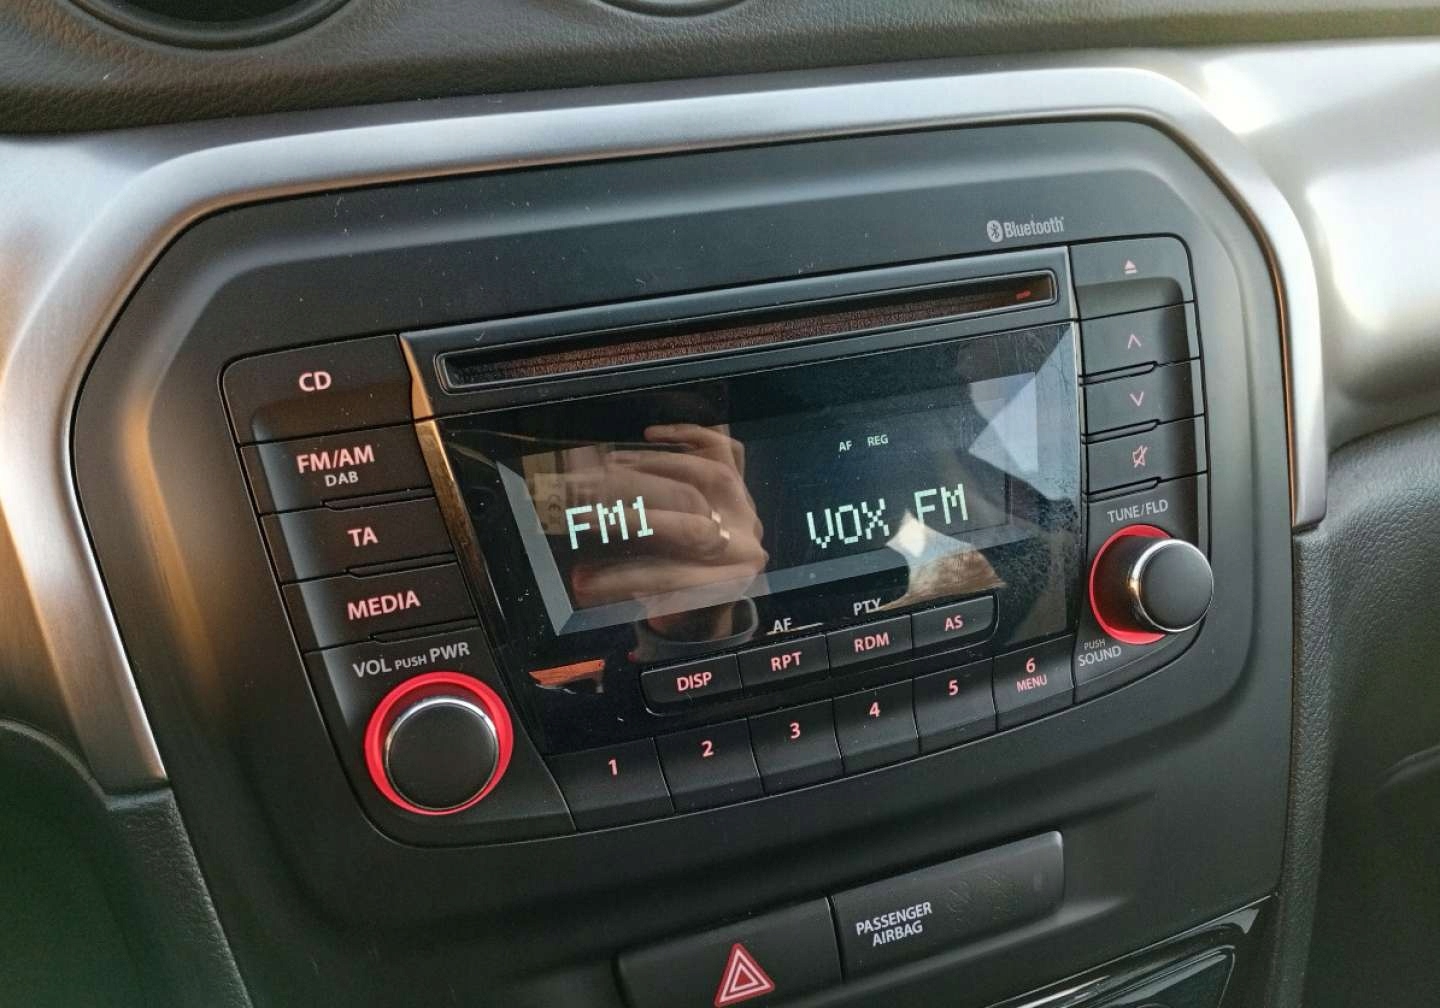 Bluetooth
CD
FM/AM
DAB
TA
MEDIA
VOL PUSH PWR
AF REG
FM1 VOX FM
TUNE/FLD
PUSH
SOUND
AF PTY
DISP RPT RDM AS
1 2 3 4 5 6
MENU
PASSENGER
AIRBAG